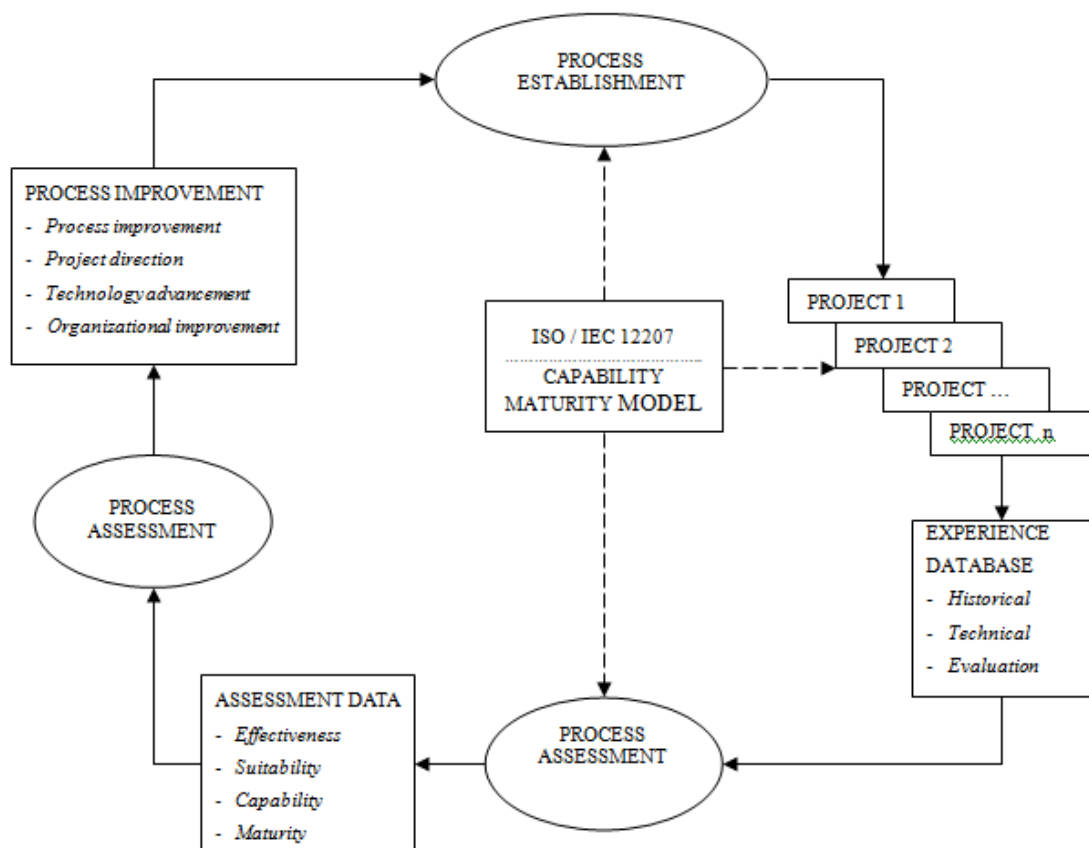 PROCESS
ESTABLISHMENT
PROCESS IMPROVEMENT
- Process improvement
- Project direction
- Technology advancement
- Organizational improvement
PROJECT 1
PROJECT 2
PROJECT ...
PROJECT n
ISO / IEC 12207
CAPABILITY
MATURITY MODEL
PROCESS
ASSESSMENT
EXPERIENCE
DATABASE
- Historical
- Technical
- Evaluation
ASSESSMENT DATA
- Effectiveness
- Suitability
- Capability
- Maturity
PROCESS
ASSESSMENT